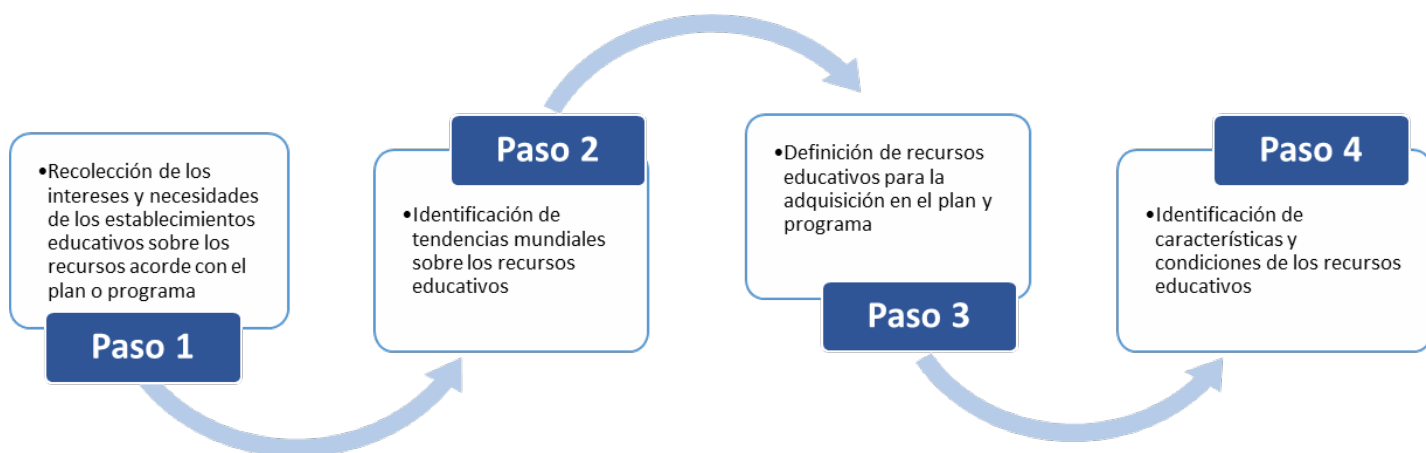 Paso 1
•Recolección de los
intereses y necesidades
de los establecimientos
educativos sobre los
recursos acorde con el
plan o programa
Paso 2
•Identificación de
tendencias mundiales
sobre los recursos
educativos
Paso 3
•Definición de recursos
educativos para la
adquisición en el plan y
programa
Paso 4
•Identificación de
características y
condiciones de los recursos
educativos